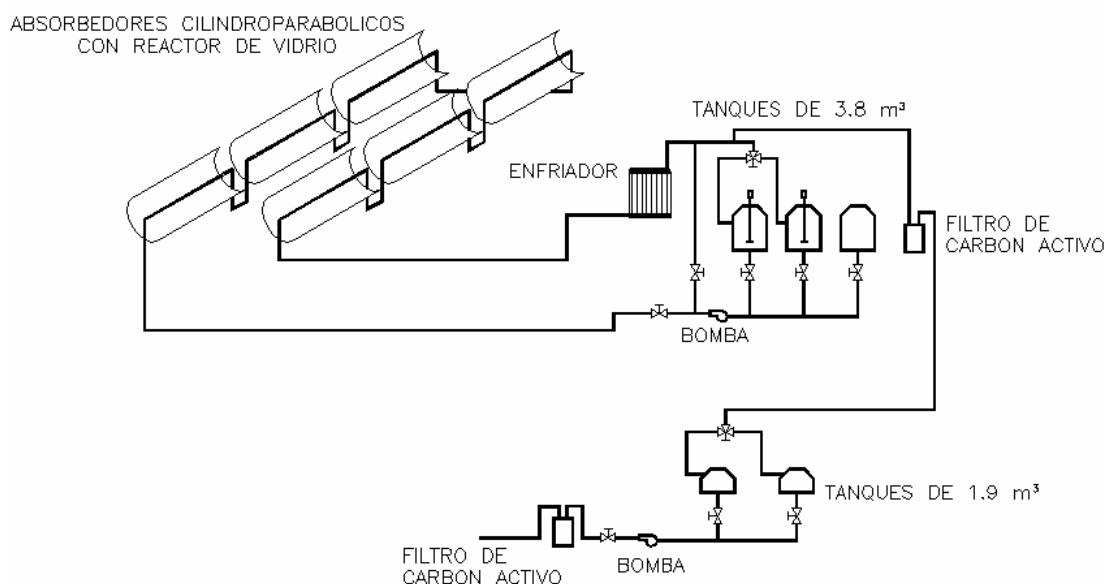 ABSORBEDORES CILINDROPARABOLICOS
CON REACTOR DE VIDRIO
TANQUES DE 3.8 m³
ENFRIADOR
FILTRO DE
CARBON ACTIVO
BOMBA
TANQUES DE 1.9 m³
FILTRO DE
CARBON ACTIVO
BOMBA